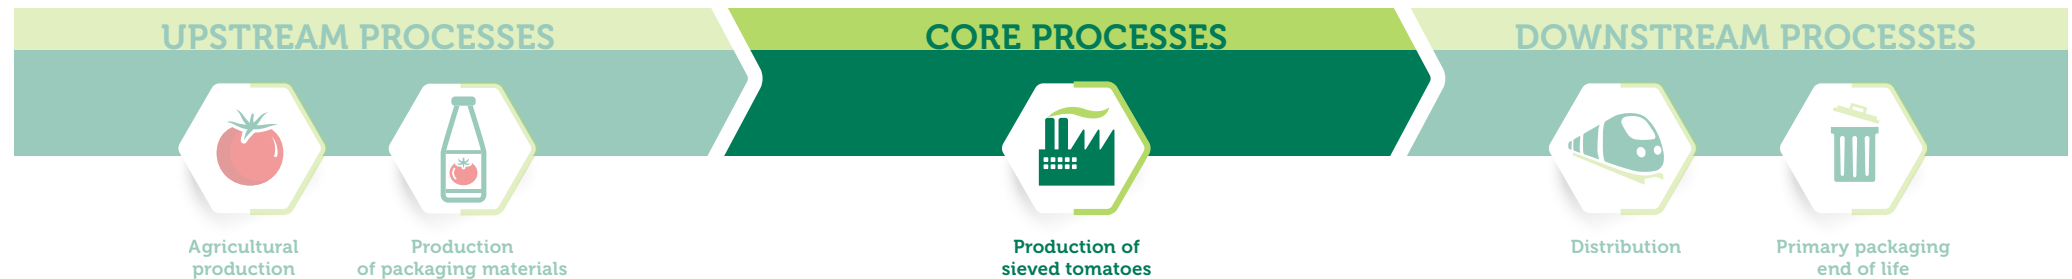 UPSTREAM PROCESSES
CORE PROCESSES
DOWNSTREAM PROCESSES
Agricultural
production
Production
of packaging materials
Production of
sieved tomatoes
Distribution
Primary packaging
end of life